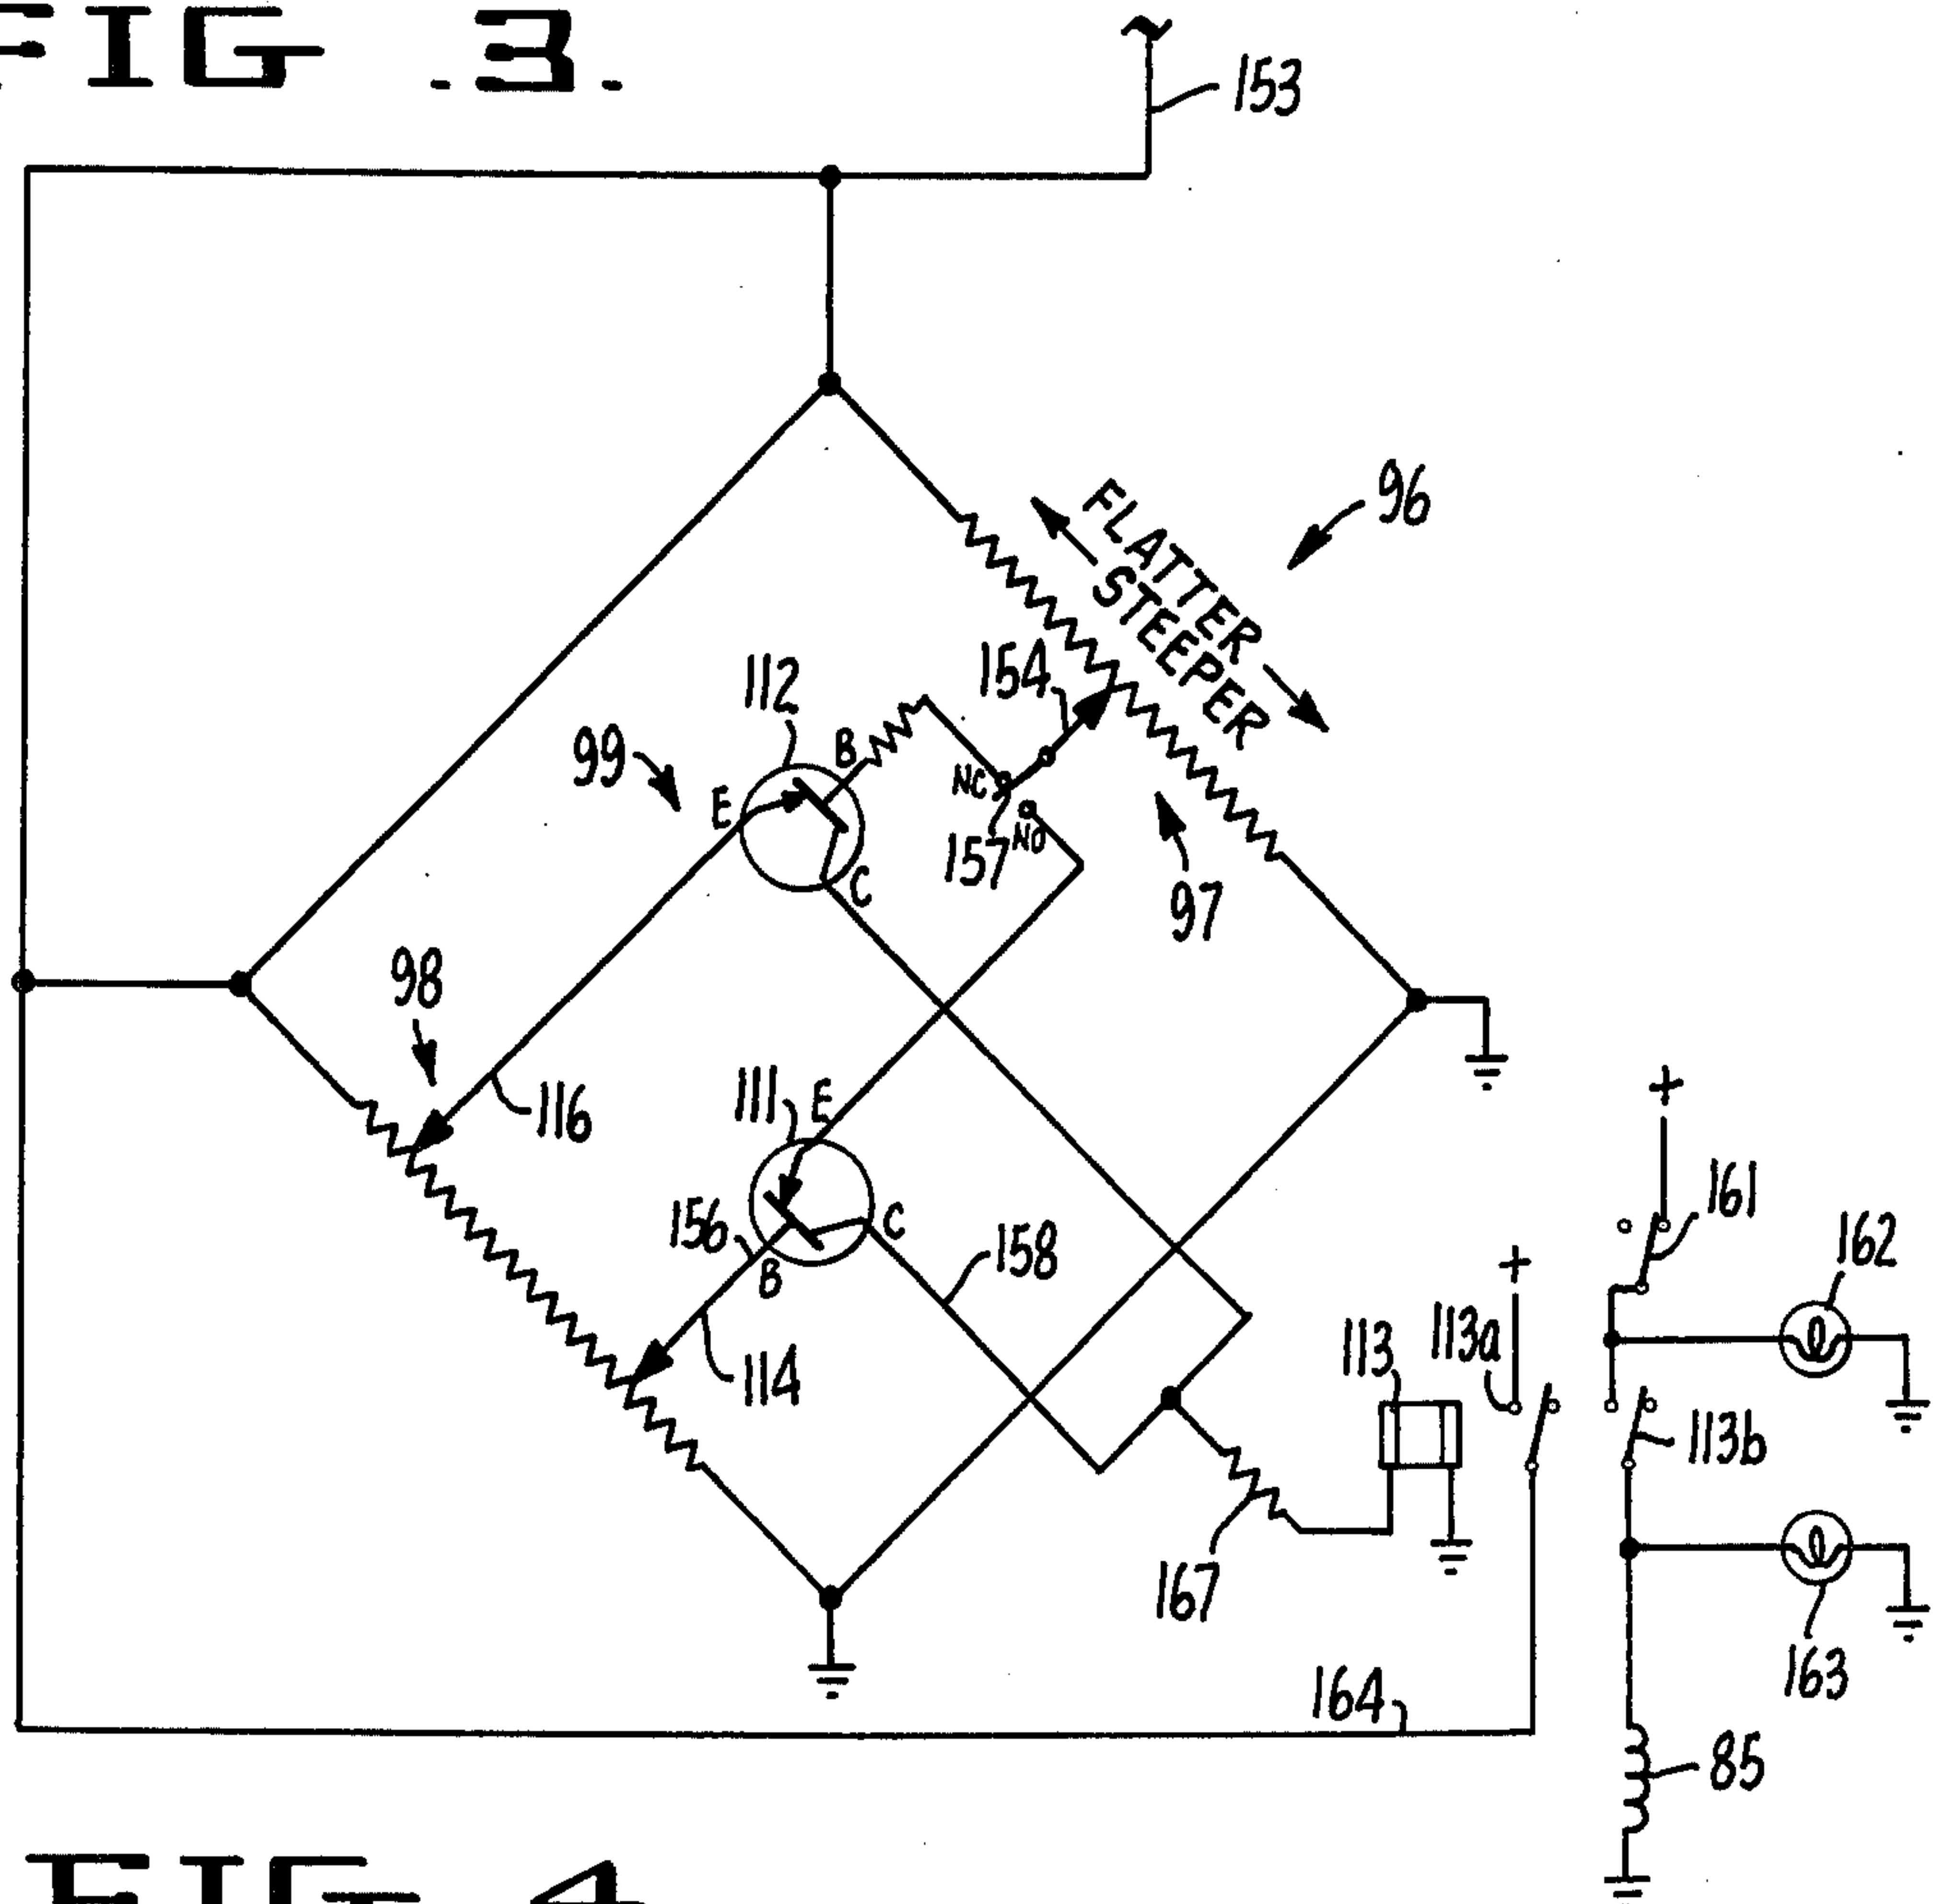 FIG. 3.
153
96
FLATTER
STEEPER
154
112
B
99
E
NC
NO
157
C
97
98
116
111
E
156
C
B
158
114
+
161
162
+
113
113a
113b
167
163
164
85
FIG. 4